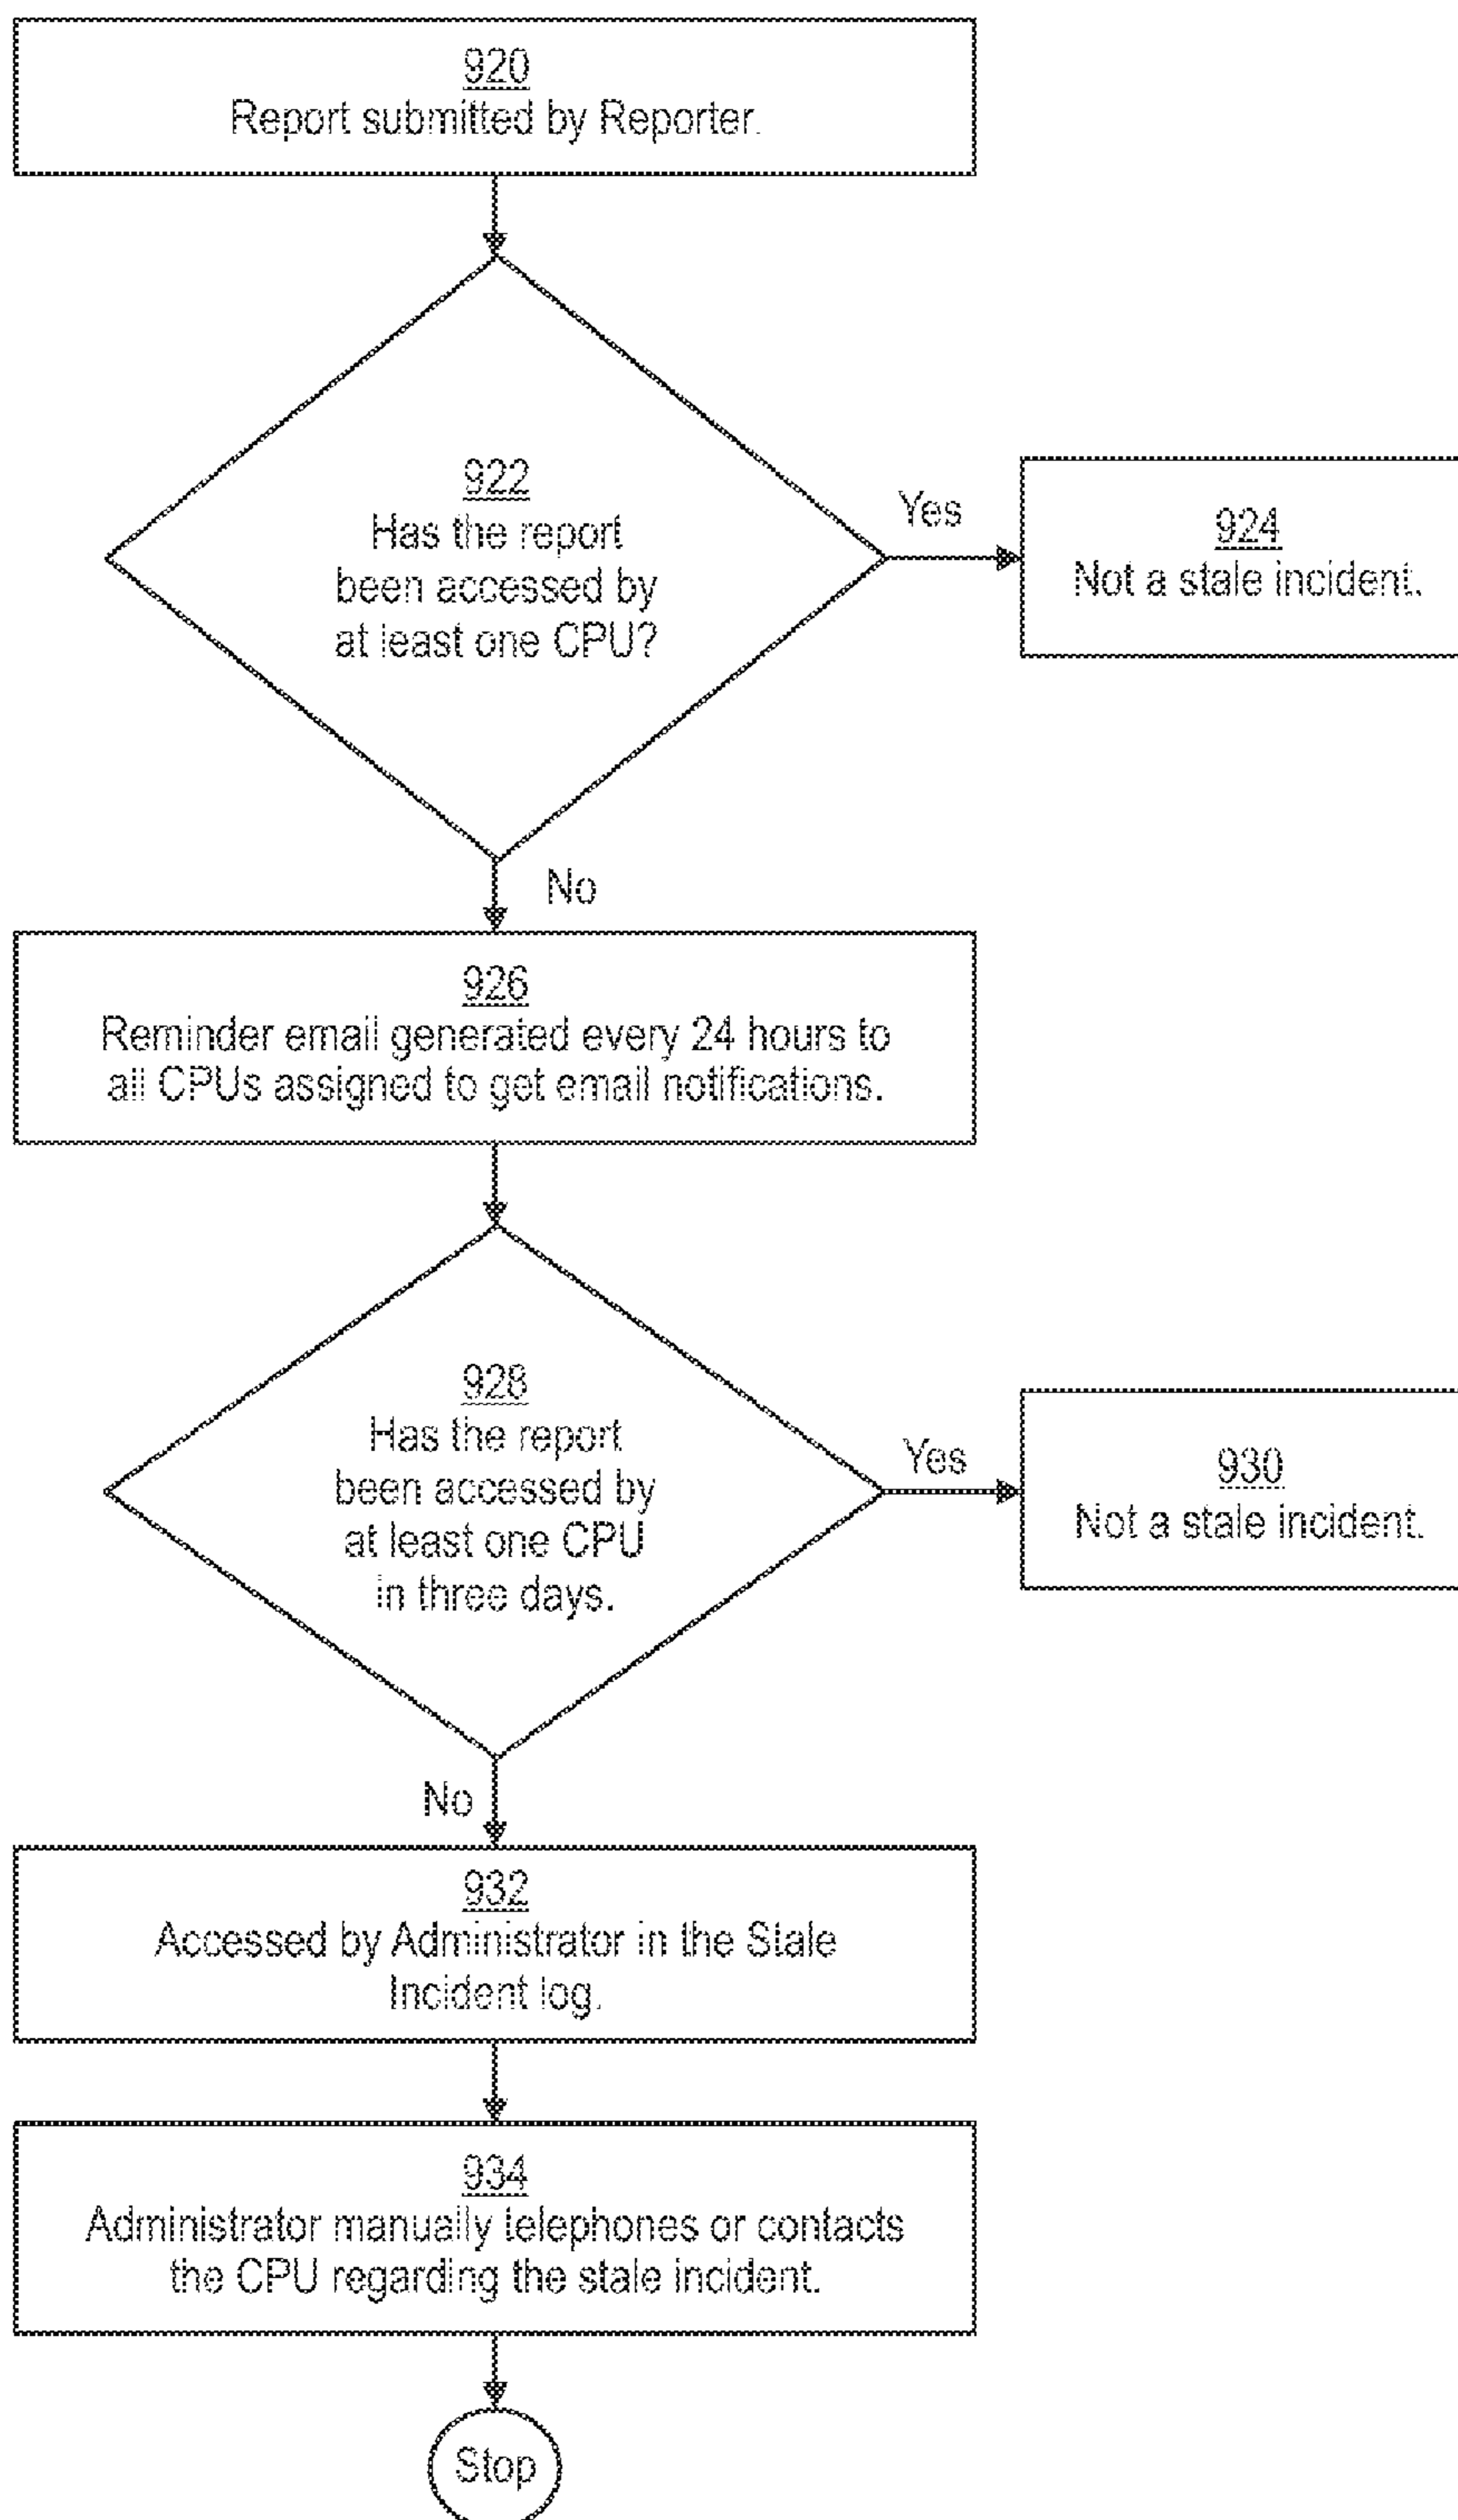 920
Report submitted by Reporter.
922
Has the report
been accessed by
at least one CPU?
Yes
924
Not a stale incident.
No
926
Reminder email generated every 24 hours to
all CPUs assigned to get email notifications.
928
Has the report
been accessed by
at least one CPU
in three days.
Yes
930
Not a stale incident.
No
932
Accessed by Administrator in the Stale
Incident log.
934
Administrator manually telephones or contacts
the CPU regarding the stale incident.
Stop